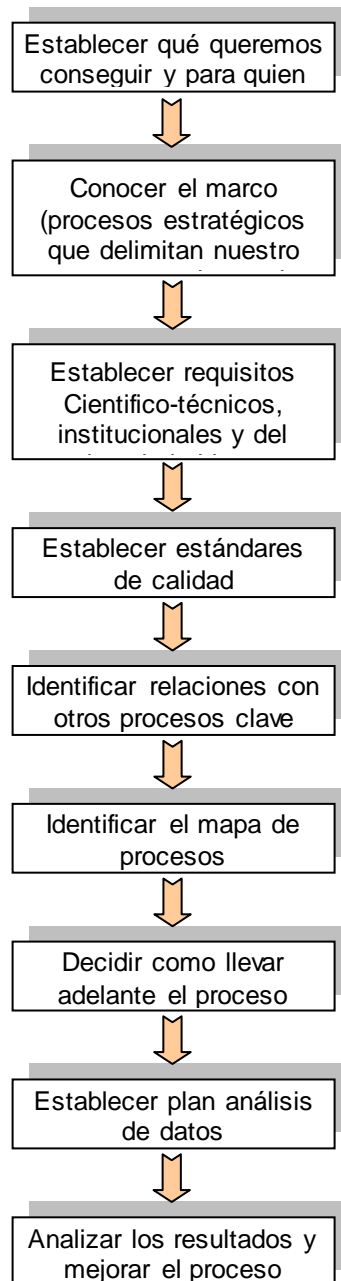 Establecer qué queremos
conseguir y para quien
Conocer el marco
(procesos estratégicos
que delimitan nuestro
Establecer requisitos
Cientifico-técnicos,
institucionales y del
Establecer estándares
de calidad
Identificar relaciones con
otros procesos clave
Identificar el mapa de
procesos
Decidir como llevar
adelante el proceso
Establecer plan análisis
de datos
Analizar los resultados y
mejorar el proceso